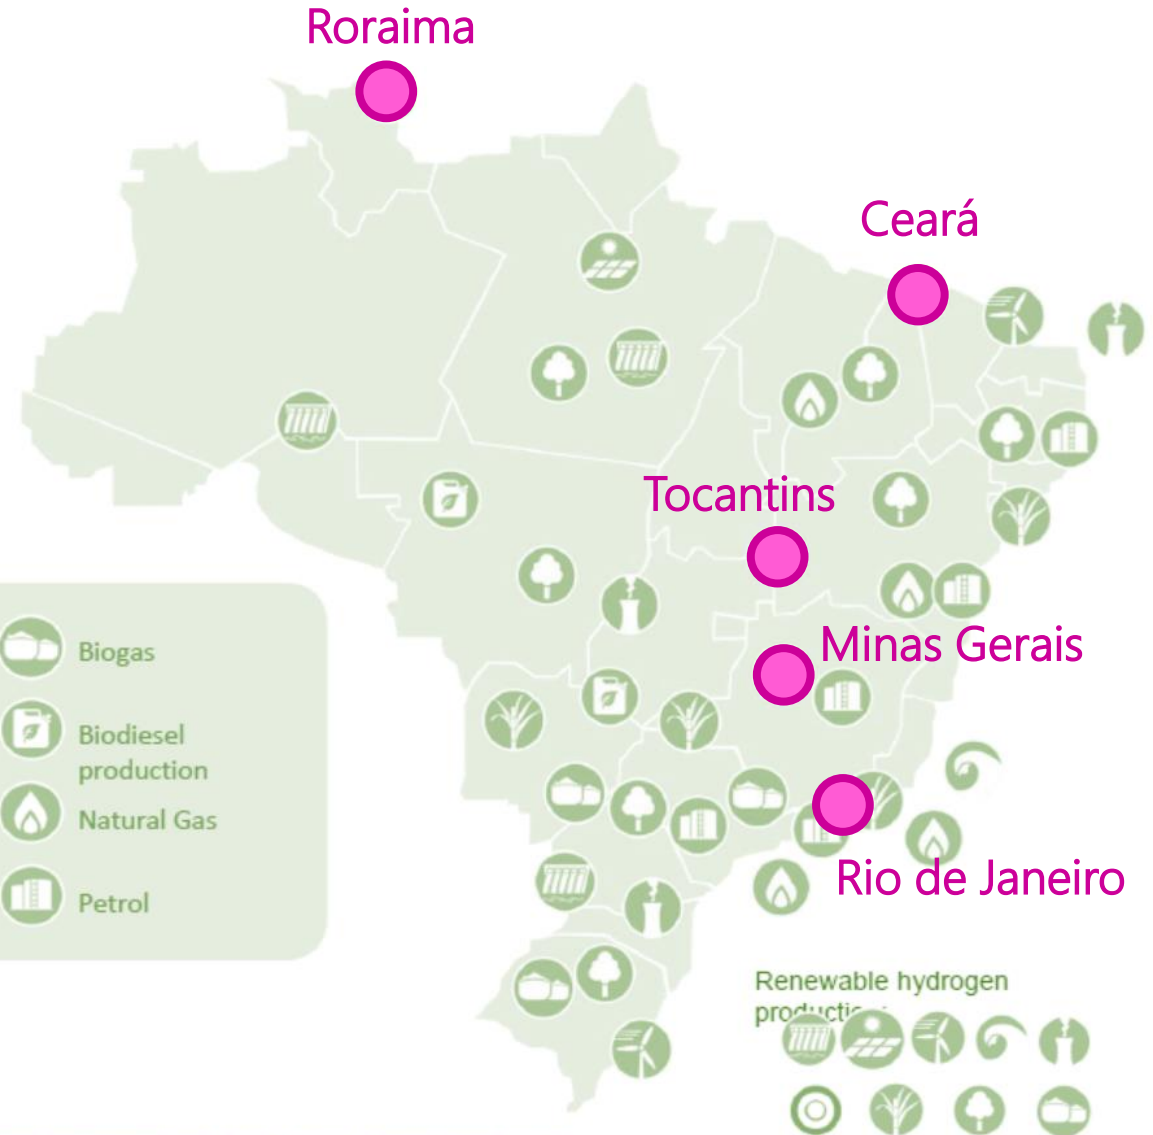 Roraima
Ceará
Tocantins
Minas Gerais
Biogas
Biodiesel
production
Natural Gas
Petrol
Rio de Janeiro
Renewable hydrogen